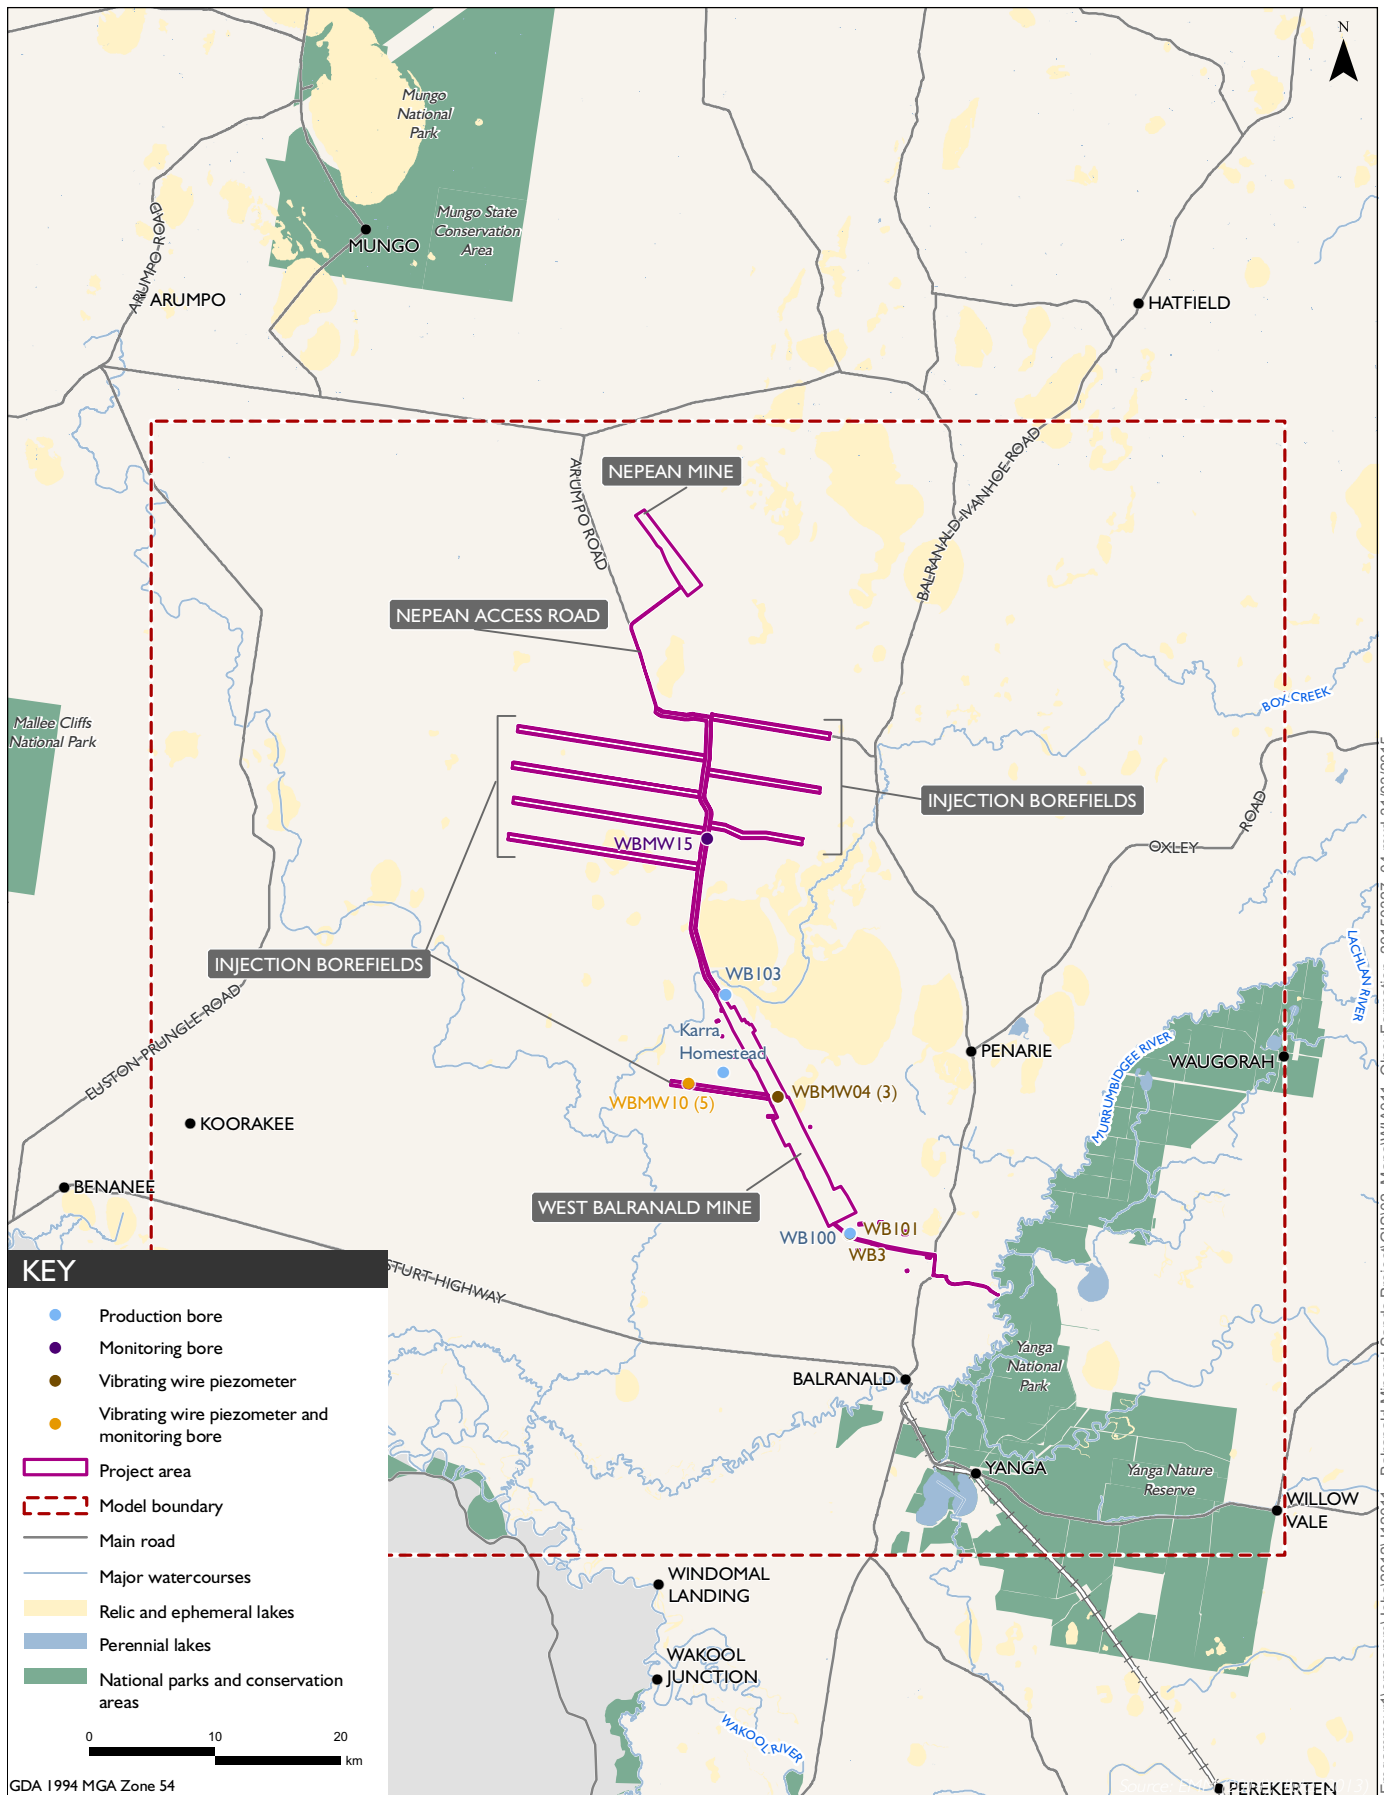 N
Mungo
National
Park
Mungo State
Conservation
Area
MUNGO
ARUMPO ROAD
ARUMPO
HATFIELD
NEPEAN MINE
ARUMPO ROAD
BALRANALD-IVANHOE-ROAD
NEPEAN ACCESS ROAD
Mallee Cliffs
National Park
BOX CREEK
INJECTION BOREFIELDS
WBMW15
OXLEY
ROAD
LACHLAN RIVER
INJECTION BOREFIELDS
WB103
EUSTON-PRUNGLE-ROAD
Karra
Homestead
PENARIE
WAUGORAH
MURRUMBIDGEE RIVER
WBMW04 (3)
WBMW10 (5)
KOORAKEE
BENANEE
WEST BALRANALD MINE
WB101
WB100
WB3
STURT-HIGHWAY
Yanga
National
Park
BALRANALD
YANGA
Yanga Nature
Reserve
WILLOW
VALE
WINDOMAL
LANDING
WAKOOL
JUNCTION
WAKOOL RIVER
PEREKERTEN
KEY
Production bore
Monitoring bore
Vibrating wire piezometer
Vibrating wire piezometer and
monitoring bore
Project area
Model boundary
Main road
Major watercourses
Relic and ephemeral lakes
Perennial lakes
National parks and conservation
areas
0 10 20
km
GDA 1994 MGA Zone 54